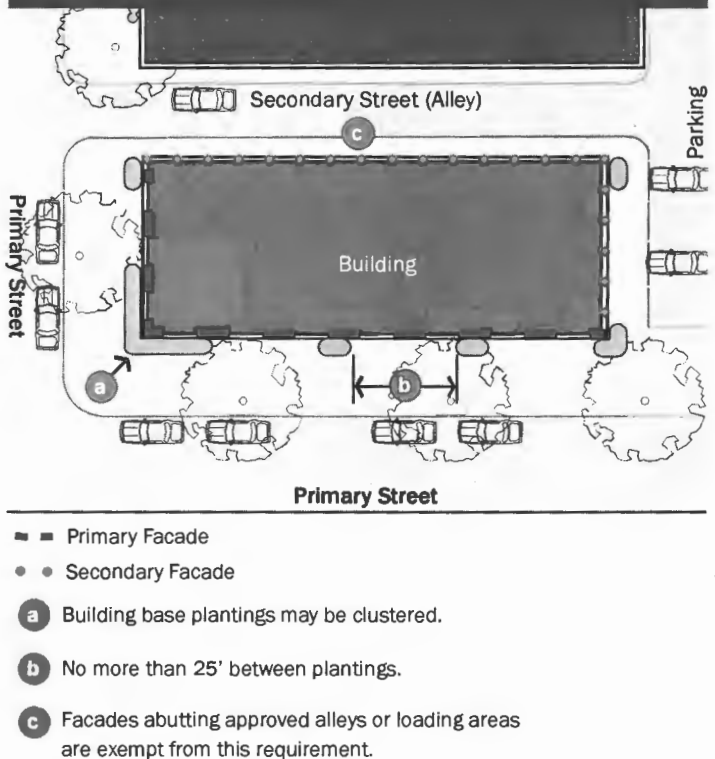 Secondary Street (Alley)
c
Parking
Primary Street
Building
a
b
Primary Street
Primary Facade
Secondary Facade
a Building base plantings may be clustered.
b No more than 25' between plantings.
c Facades abutting approved alleys or loading areas
are exempt from this requirement.